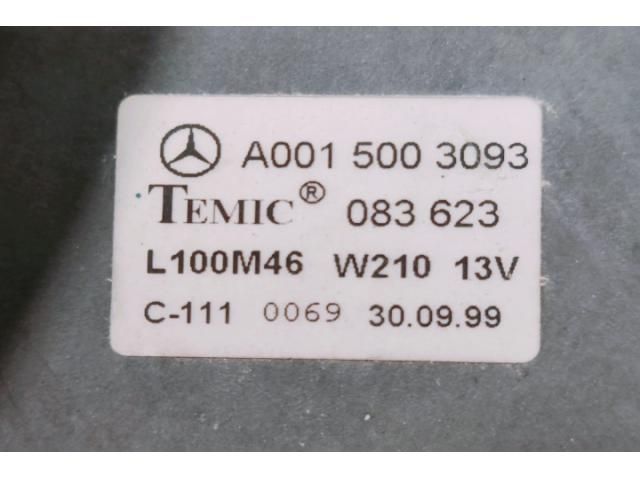 A001 500 3093
TEMIC® 083 623
L100M46 W210 13V
C-111 0069 30.09.99